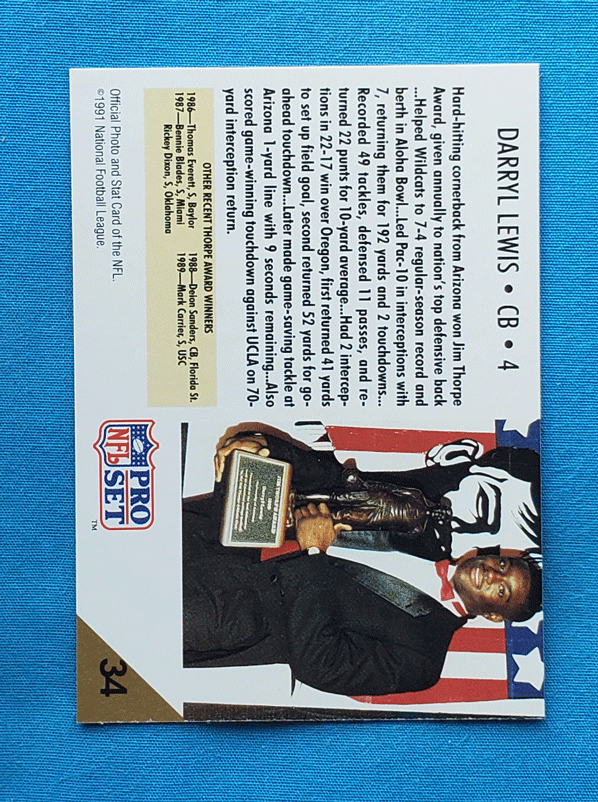 DARRYL LEWIS • CB • 4
Hard-hitting cornerback from Arizona won Jim Thorpe
Award, given annually to nation's top defensive back
...Helped Wildcats to 7-4 regular-season record and
berth in Aloha Bowl...Led Pac-10 in interceptions with
7, returning them for 192 yards and 2 touchdowns...
Recorded 49 tackles, defensed 11 passes, and re-
turned 22 punts for 10-yard average...Had 2 intercep-
tions in 22-17 win over Oregon, first returned 41 yards
to set up field goal, second returned 52 yards for go-
ahead touchdown...Later made game-saving tackle at
Arizona 1-yard line with 9 seconds remaining...Also
scored game-winning touchdown against UCLA on 70-
yard interception return.
OTHER RECENT THORPE AWARD WINNERS
1986—Thomas Everett, S, Baylor
1987—Bennie Blades, S, Miami
Rickey Dixon, S, Oklahoma
1988—Deion Sanders, CB, Florida St.
1989—Mark Carrier, S, USC
Official Photo and Stat Card of the NFL.
©1991 National Football League.
PRO
NFL SET
™
34